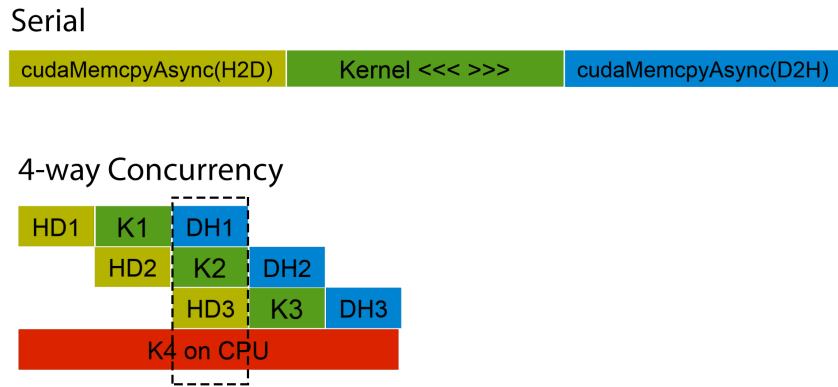 Serial
cudaMemcpyAsync(H2D) Kernel <<< >>> cudaMemcpyAsync(D2H)
4-way Concurrency
HD1 K1 DH1
HD2 K2 DH2
HD3 K3 DH3
K4 on CPU